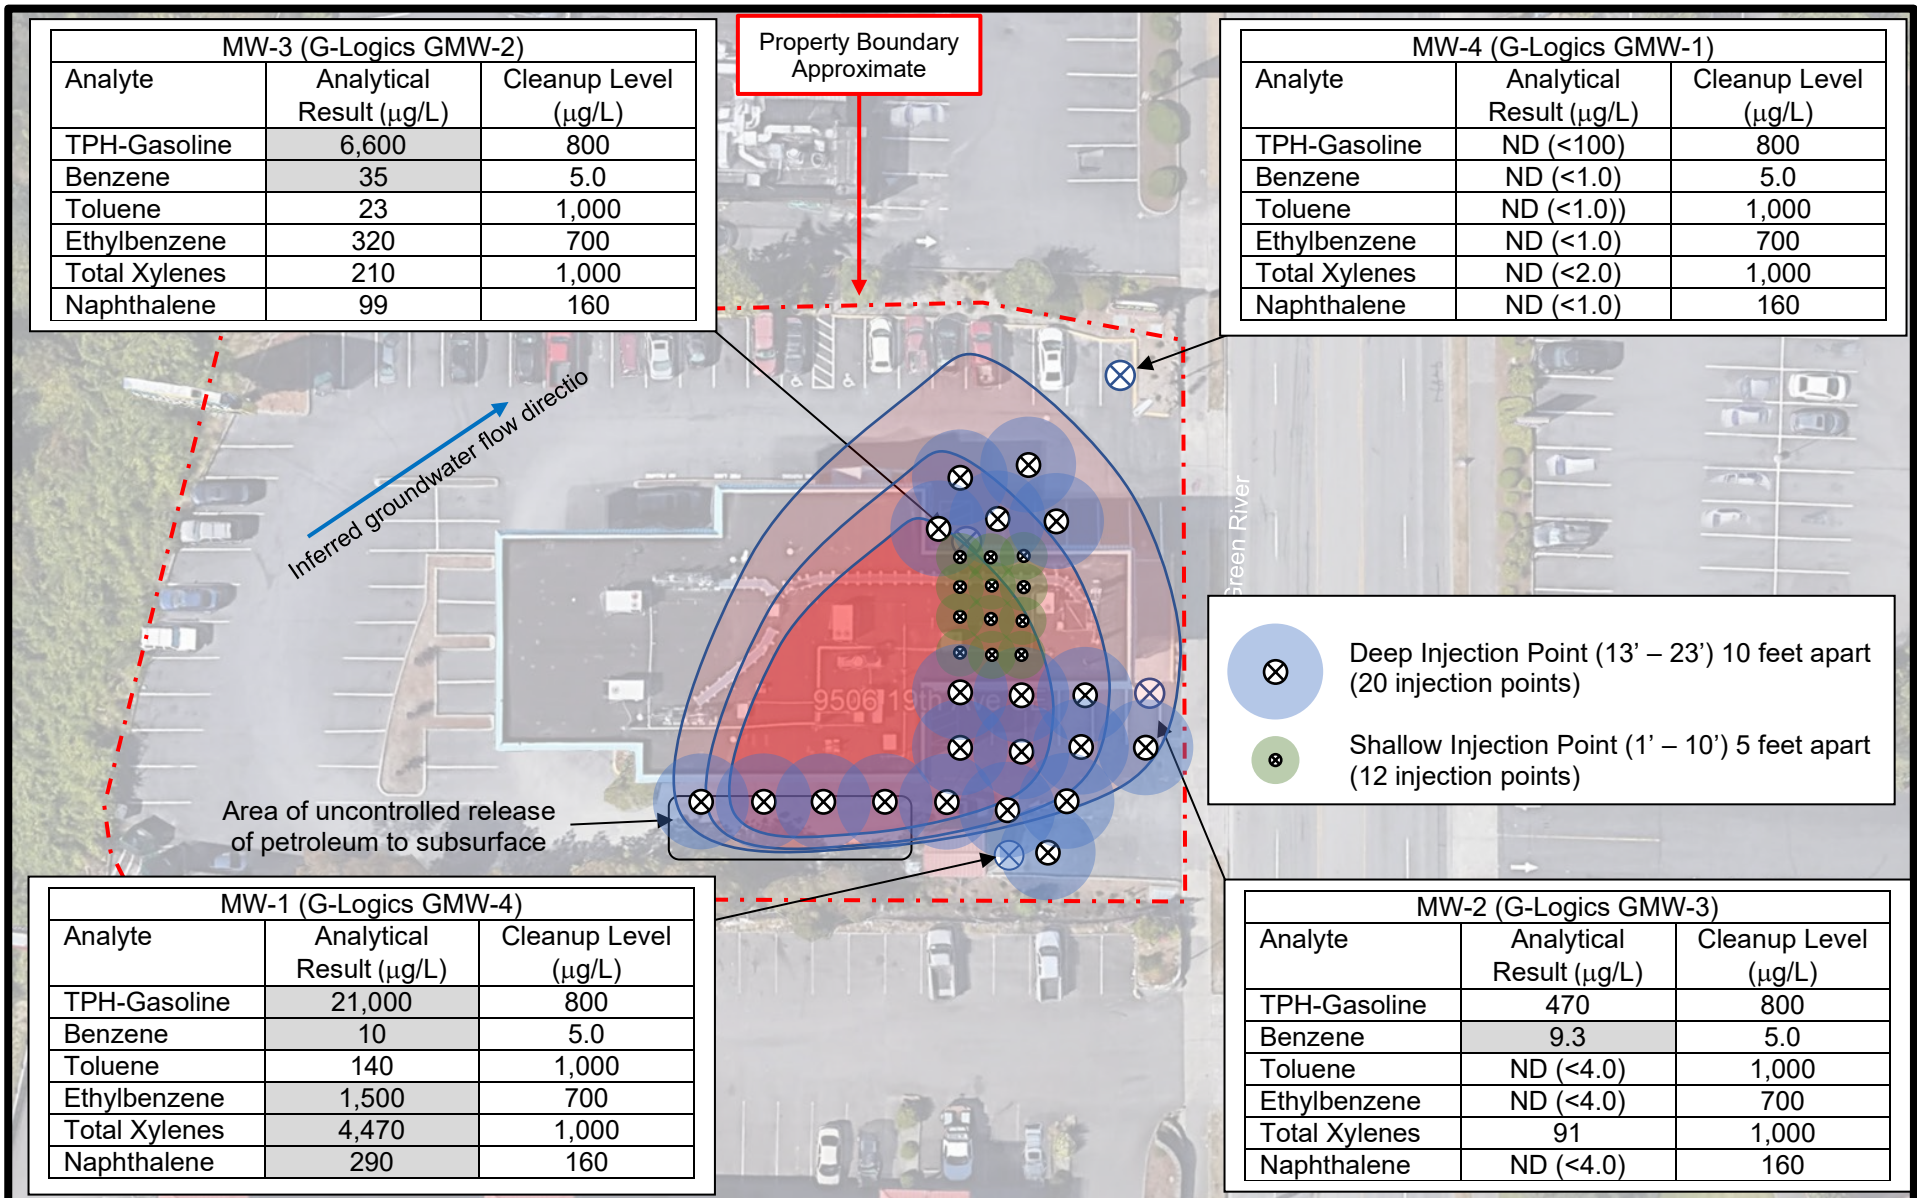 MW-3 (G-Logics GMW-2)
Analyte Analytical Result (µg/L) Cleanup Level (µg/L)
TPH-Gasoline 6,600 800
Benzene 35 5.0
Toluene 23 1,000
Ethylbenzene 320 700
Total Xylenes 210 1,000
Naphthalene 99 160
Property Boundary
Approximate
MW-4 (G-Logics GMW-1)
Analyte Analytical Result (µg/L) Cleanup Level (µg/L)
TPH-Gasoline ND (<100) 800
Benzene ND (<1.0) 5.0
Toluene ND (<1.0)) 1,000
Ethylbenzene ND (<1.0) 700
Total Xylenes ND (<2.0) 1,000
Naphthalene ND (<1.0) 160
Inferred groundwater flow directio
Green River
9506 19th Ave
Deep Injection Point (13’ – 23’) 10 feet apart
(20 injection points)
Shallow Injection Point (1’ – 10’) 5 feet apart
(12 injection points)
Area of uncontrolled release
of petroleum to subsurface
MW-1 (G-Logics GMW-4)
Analyte Analytical Result (µg/L) Cleanup Level (µg/L)
TPH-Gasoline 21,000 800
Benzene 10 5.0
Toluene 140 1,000
Ethylbenzene 1,500 700
Total Xylenes 4,470 1,000
Naphthalene 290 160
MW-2 (G-Logics GMW-3)
Analyte Analytical Result (µg/L) Cleanup Level (µg/L)
TPH-Gasoline 470 800
Benzene 9.3 5.0
Toluene ND (<4.0) 1,000
Ethylbenzene ND (<4.0) 700
Total Xylenes 91 1,000
Naphthalene ND (<4.0) 160